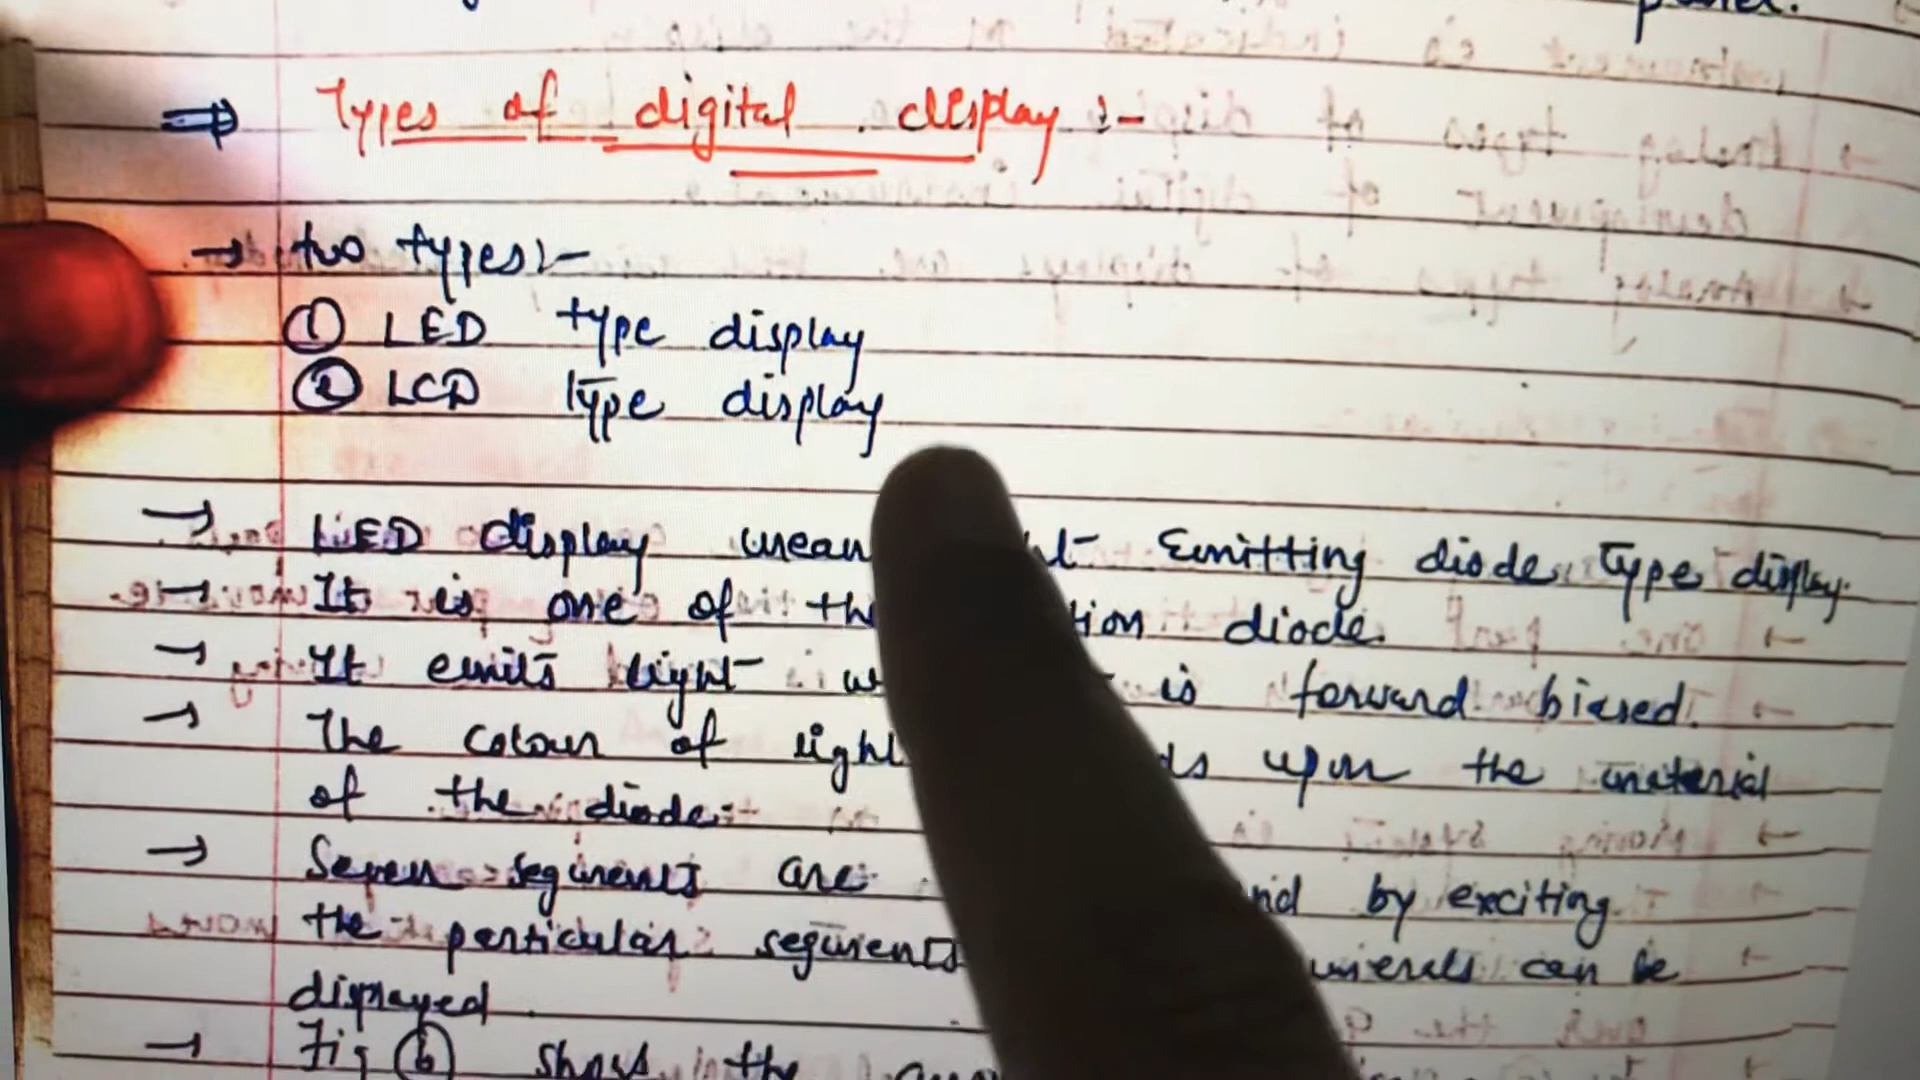 ⇒ Types of digital display :-
→ two types :-
① LED type display
② LCD type display
→ LED display mean Emitting diode type display.
→ It is one of the diode.
→ It emits light is forward biased.
→ The colour of upon the material
of the diode.
→ Seven segments are by exciting
the particular segments can be
displayed
→ Fig ⓑ shows the